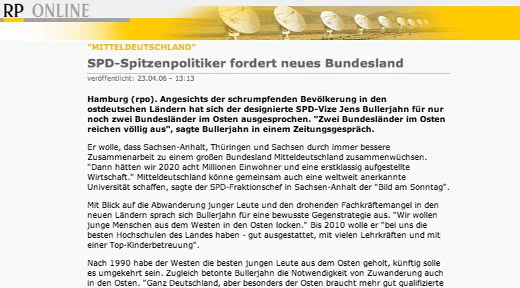 RP ONLINE
"MITTELDEUTSCHLAND"
SPD-Spitzenpolitiker fordert neues Bundesland
veröffentlicht: 23.04.06 - 13:13
Hamburg (rpo). Angesichts der schrumpfenden Bevölkerung in den
ostdeutschen Ländern hat sich der designierte SPD-Vize Jens Bullerjahn für nur
noch zwei Bundesländer im Osten ausgesprochen. "Zwei Bundesländer im Osten
reichen völlig aus", sagte Bullerjahn in einem Zeitungsgespräch.
Er wolle, dass Sachsen-Anhalt, Thüringen und Sachsen durch immer bessere
Zusammenarbeit zu einem großen Bundesland Mitteldeutschland zusammenwüchsen.
"Dann hätten wir 2020 acht Millionen Einwohner und eine erstklassig aufgestellte
Wirtschaft." Mitteldeutschland könne gemeinsam auch eine weltweit anerkannte
Universität schaffen, sagte der SPD-Fraktionschef in Sachsen-Anhalt der "Bild am Sonntag".
Mit Blick auf die Abwanderung junger Leute und den drohenden Fachkräftemangel in den
neuen Ländern sprach sich Bullerjahn für eine bewusste Gegenstrategie aus. "Wir wollen
junge Menschen aus dem Westen in den Osten locken." Bis 2010 wolle er "bei uns die
besten Hochschulen des Landes haben - gut ausgestattet, mit vielen Lehrkräften und mit
einer Top-Kinderbetreuung".
Nach 1990 habe der Westen die besten jungen Leute aus dem Osten geholt, künftig solle
es umgekehrt sein. Zugleich betonte Bullerjahn die Notwendigkeit von Zuwanderung auch
in den Osten. "Ganz Deutschland, aber besonders der Osten braucht mehr gut qualifizierte